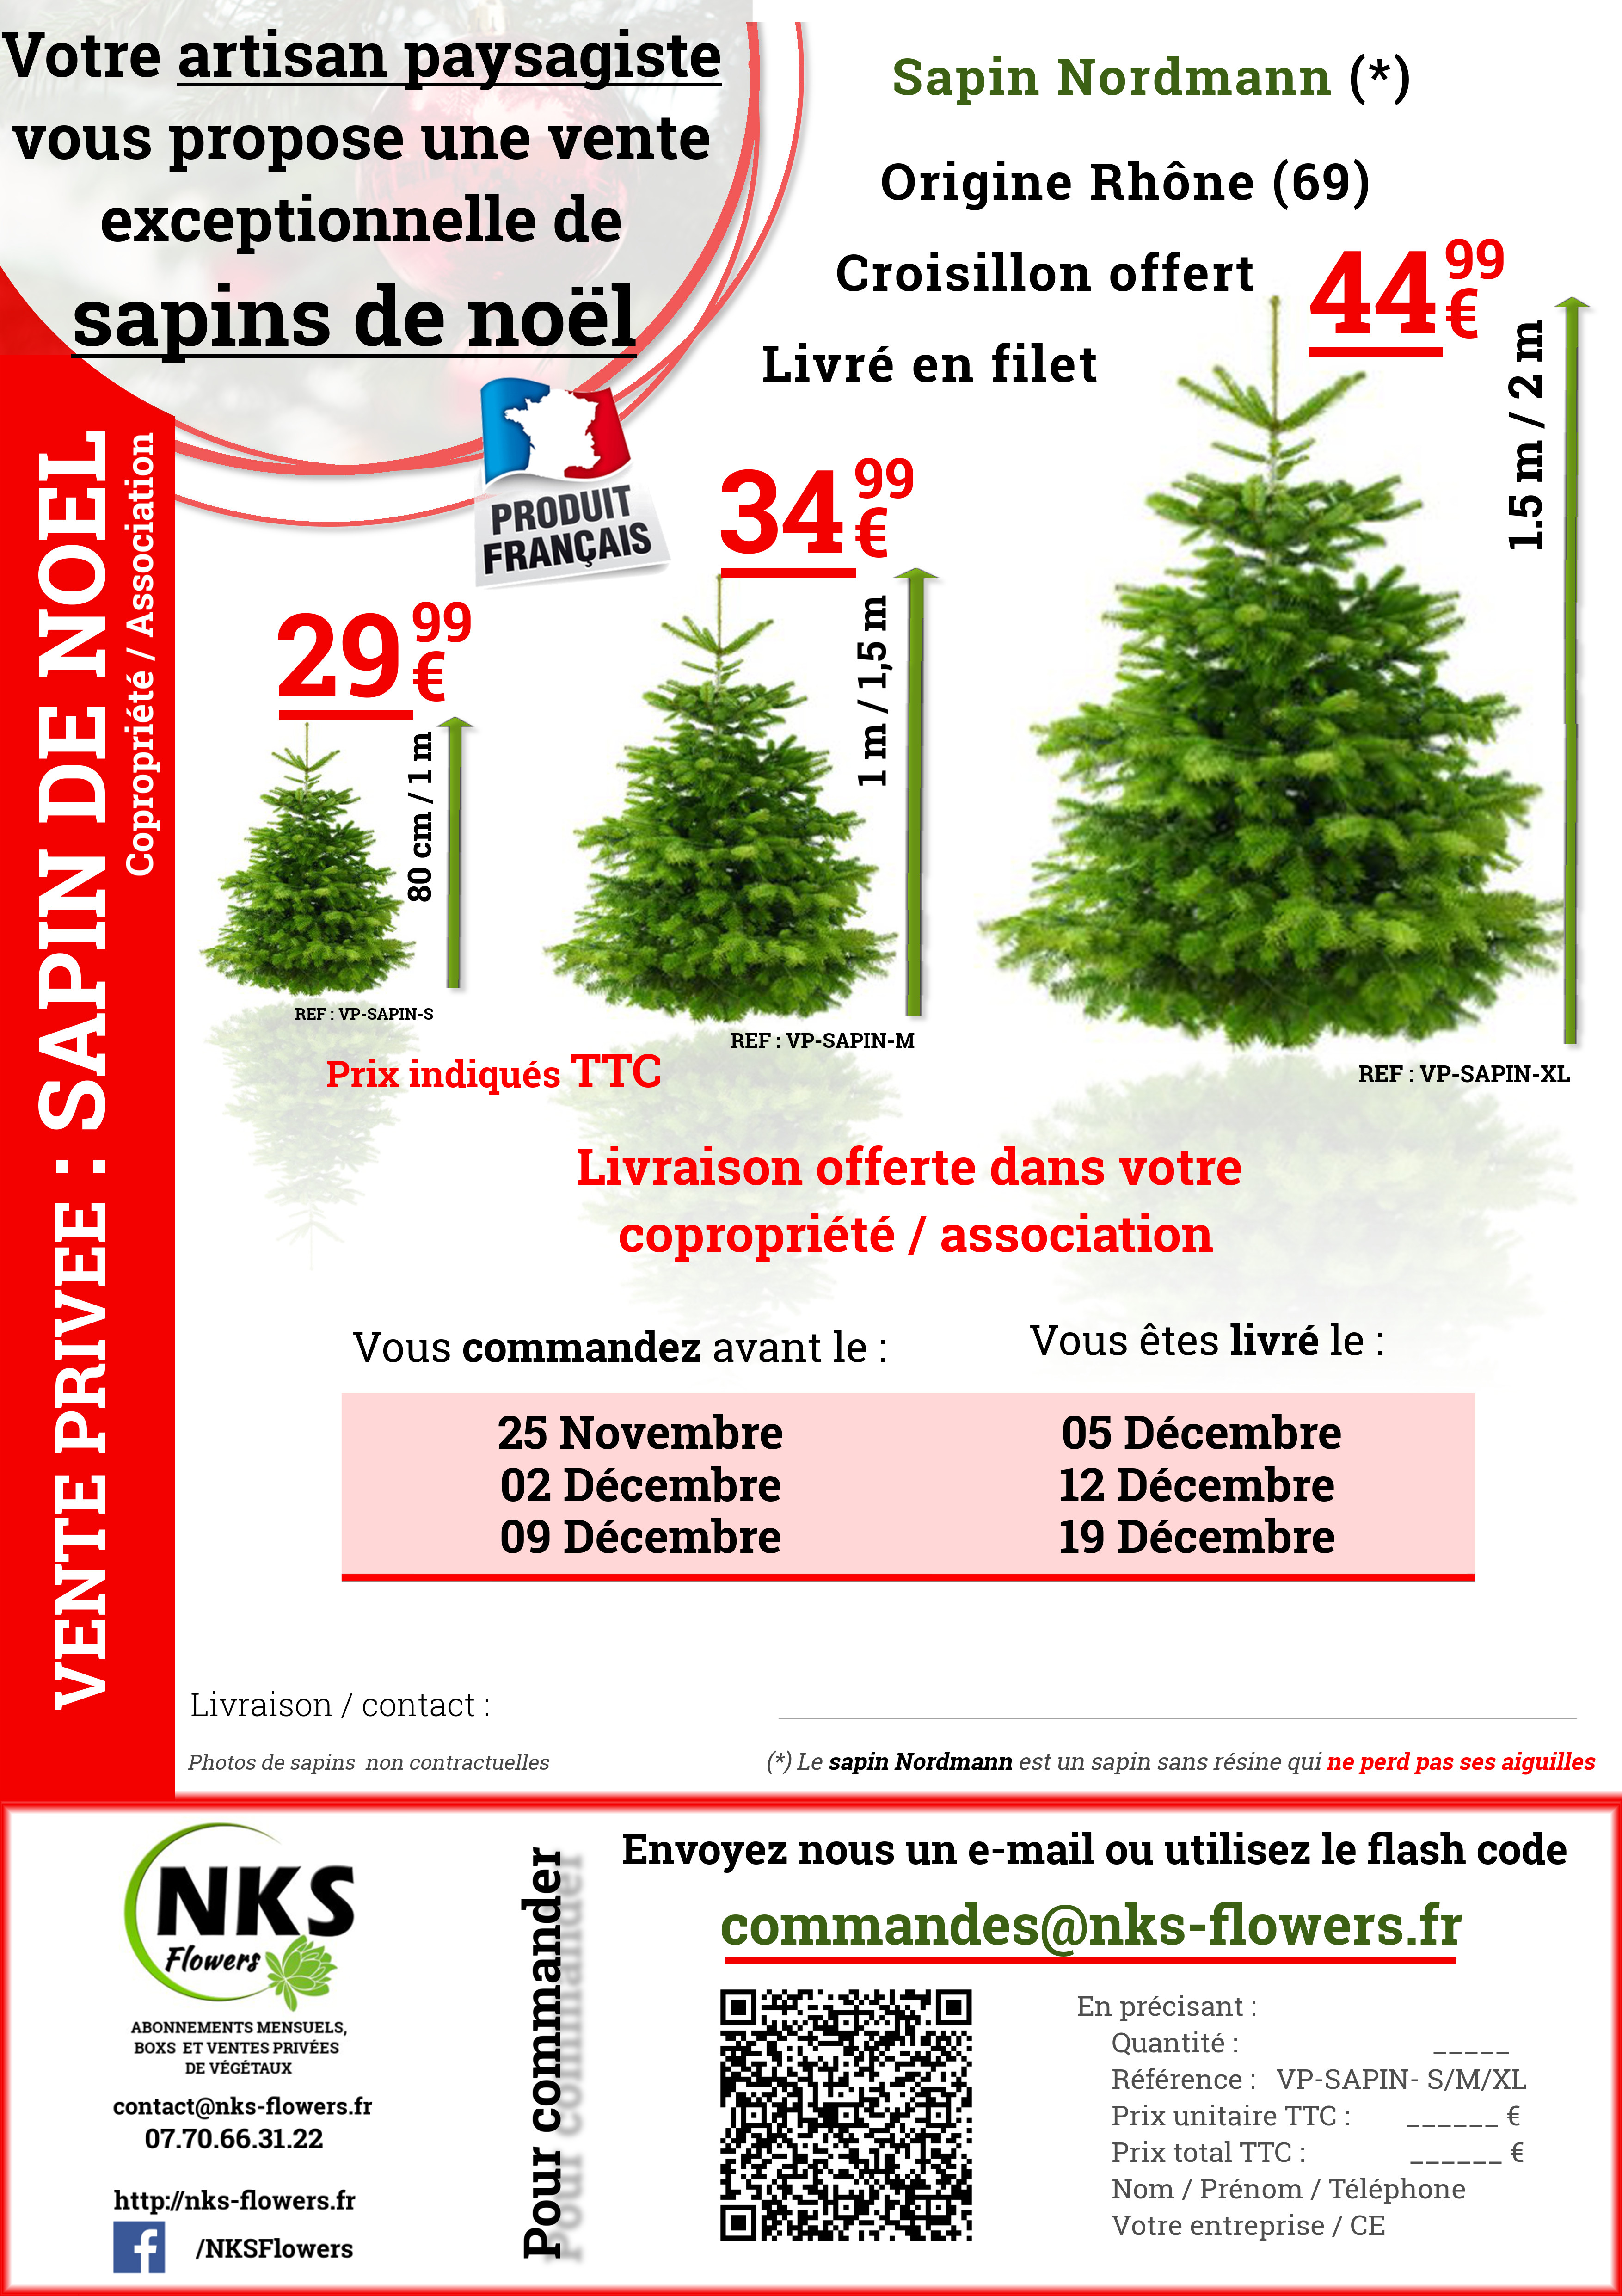 Votre artisan paysagiste
vous propose une vente
exceptionnelle de
sapins de noël
Sapin Nordmann (*)
Origine Rhône (69)
Croisillon offert
Livré en filet
PRODUIT
FRANÇAIS
VENTE PRIVEE : SAPIN DE NOEL
Copropriété / Association
29 99 €
80 cm / 1 m
REF : VP-SAPIN-S
34 99 €
1 m / 1,5 m
REF : VP-SAPIN-M
44 99 €
1.5 m / 2 m
REF : VP-SAPIN-XL
Prix indiqués TTC
Livraison offerte dans votre
copropriété / association
Vous commandez avant le :
Vous êtes livré le :
25 Novembre 05 Décembre
02 Décembre 12 Décembre
09 Décembre 19 Décembre
Livraison / contact :
Photos de sapins non contractuelles
(*) Le sapin Nordmann est un sapin sans résine qui ne perd pas ses aiguilles
NKS
Flowers
ABONNEMENTS MENSUELS,
BOXS ET VENTES PRIVÉES
DE VÉGÉTAUX
contact@nks-flowers.fr
07.70.66.31.22
http://nks-flowers.fr
f /NKSFlowers
Pour commander
Envoyez nous un e-mail ou utilisez le flash code
commandes@nks-flowers.fr
En précisant :
Quantité : _____
Référence : VP-SAPIN- S/M/XL
Prix unitaire TTC : ______ €
Prix total TTC : ______ €
Nom / Prénom / Téléphone
Votre entreprise / CE